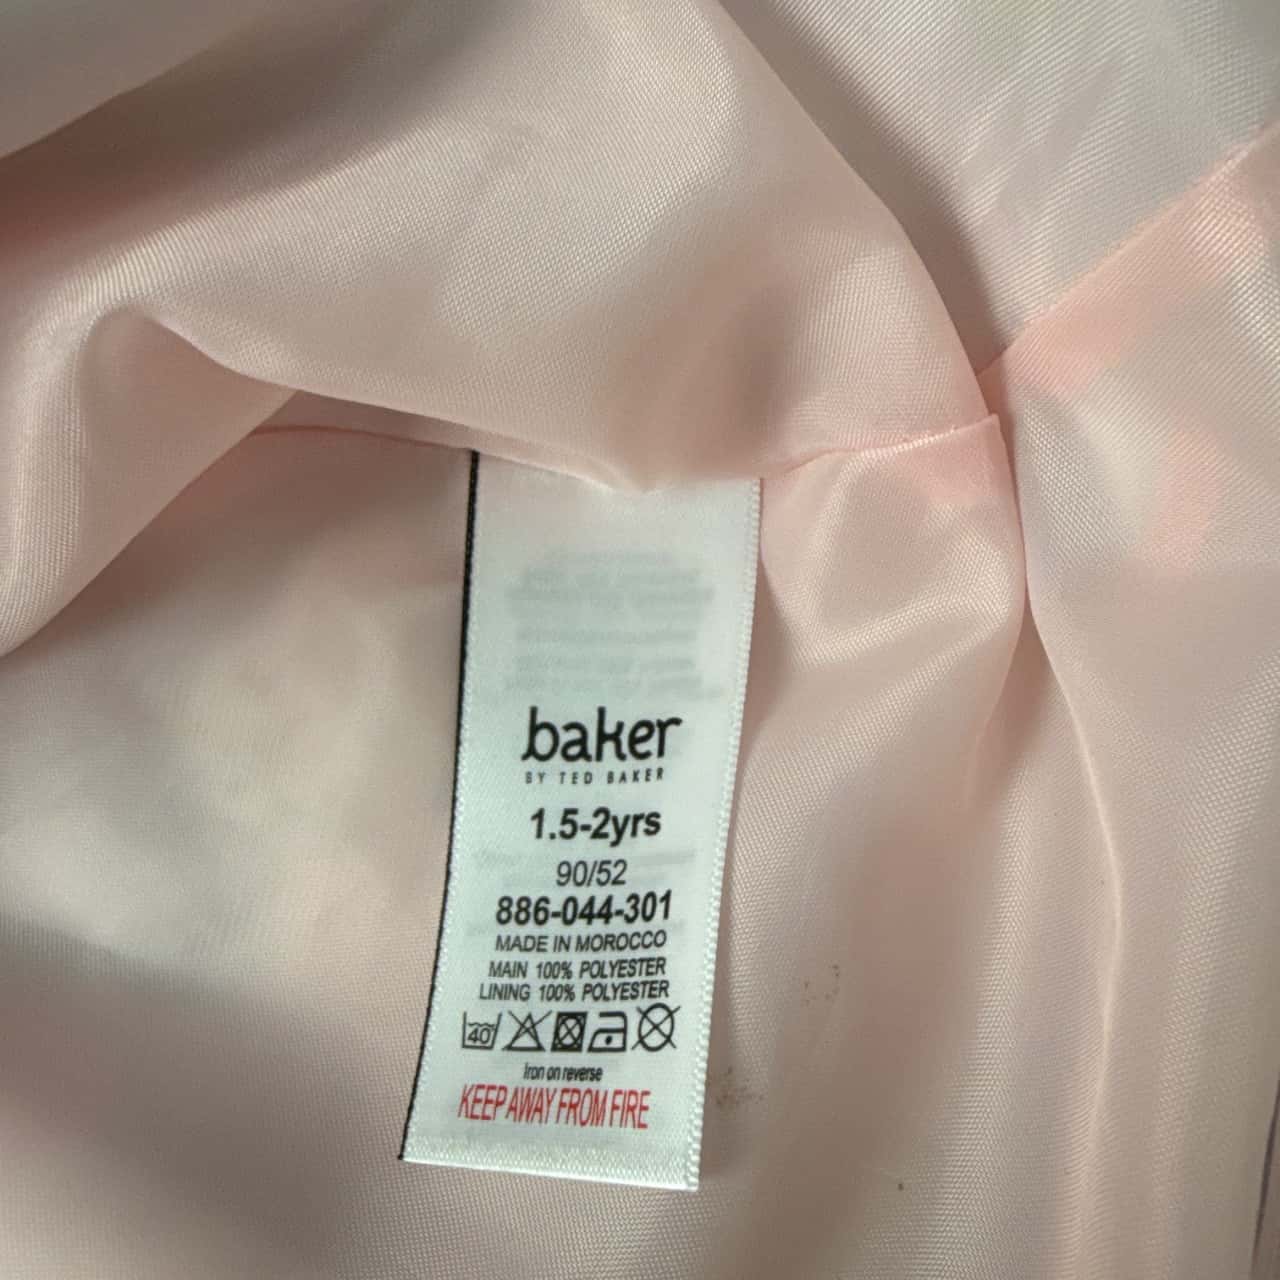 baker
BY TED BAKER
1.5-2yrs
90/52
886-044-301
MADE IN MOROCCO
MAIN 100% POLYESTER
LINING 100% POLYESTER
40
Iron on reverse
KEEP AWAY FROM FIRE